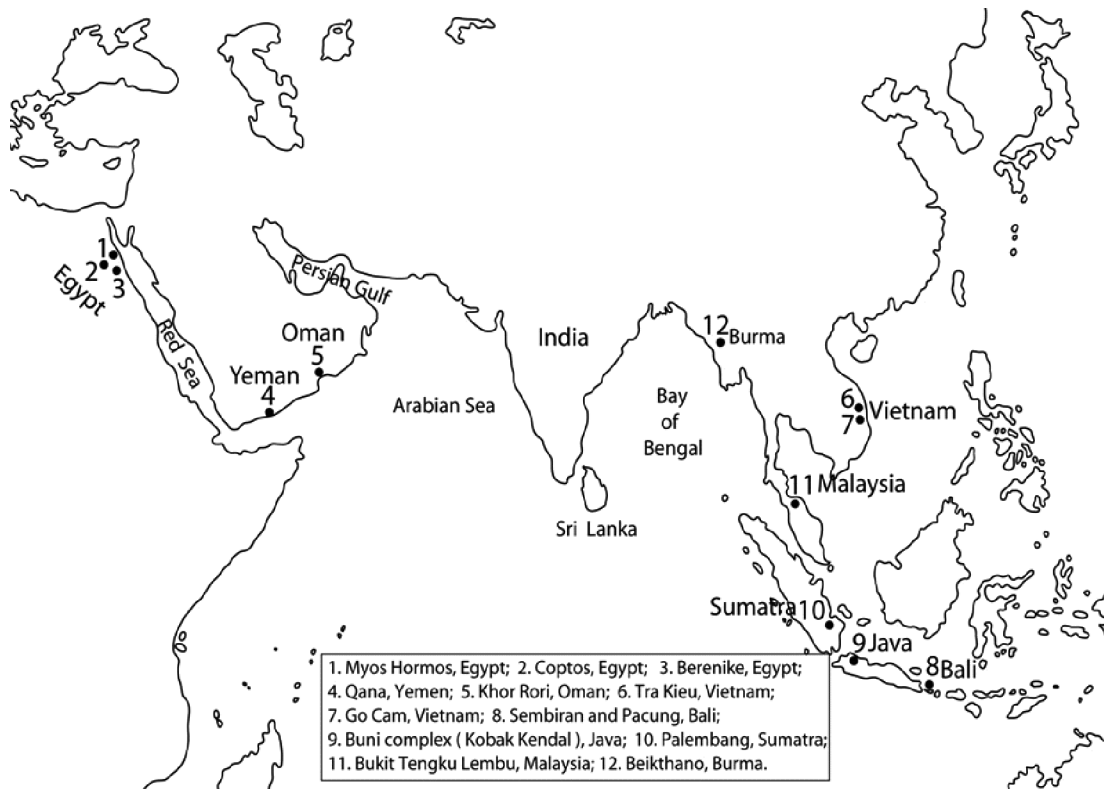 1
2
3
Egypt
Persian Gulf
Red Sea
Oman
5
Yeman
4
Arabian Sea
India
12 Burma
Bay
of
Bengal
6
7
Vietnam
11 Malaysia
Sri Lanka
Sumatra 10
9 Java
8 Bali
1. Myos Hormos, Egypt; 2. Coptos, Egypt; 3. Berenike, Egypt;
4. Qana, Yemen; 5. Khor Rori, Oman; 6. Tra Kieu, Vietnam;
7. Go Cam, Vietnam; 8. Sembiran and Pacung, Bali;
9. Buni complex ( Kobak Kendal ), Java; 10. Palembang, Sumatra;
11. Bukit Tengku Lembu, Malaysia; 12. Beikthano, Burma.